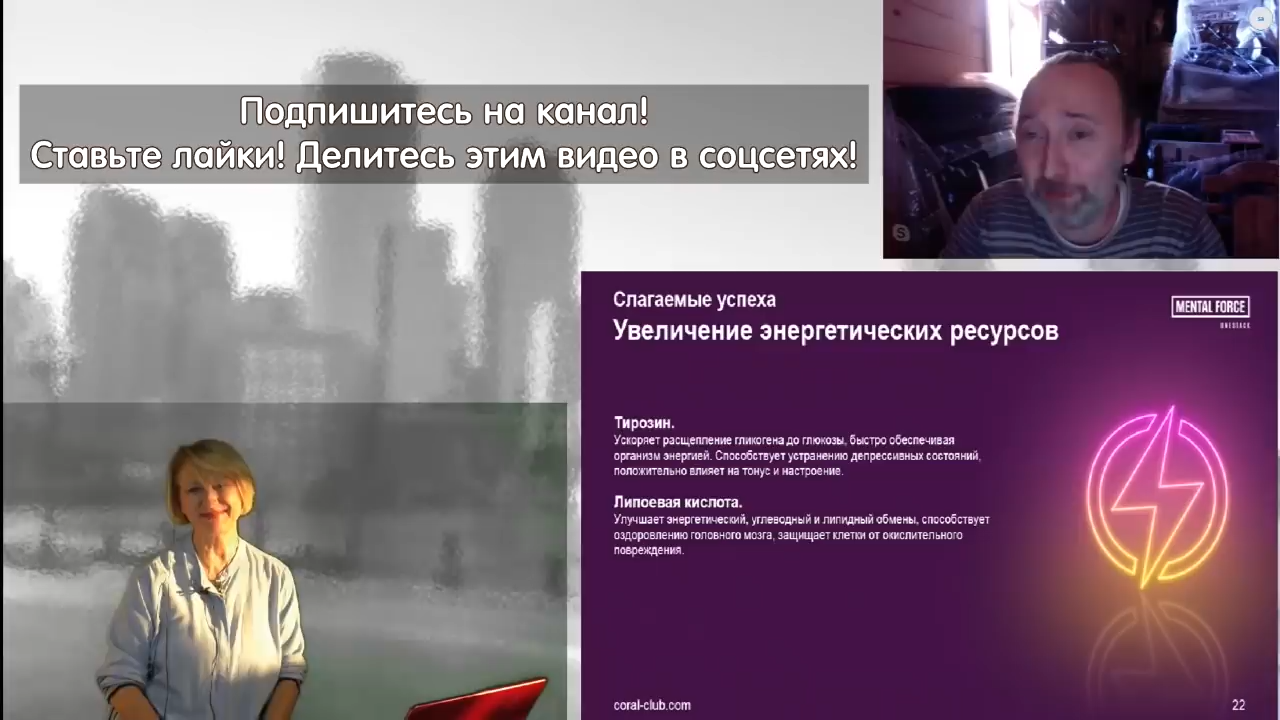 Подпишитесь на канал!
Ставьте лайки! Делитесь этим видео в соцсетях!
S
Слагаемые успеха
Увеличение энергетических ресурсов
MENTAL FORCE
Тирозин.
Ускоряет расщепление гликогена до глюкозы, быстро обеспечивая
организм энергией. Способствует устранению депрессивных состояний,
положительно влияет на тонус и настроение.
Липоевая кислота.
Улучшает энергетический, углеводный и липидный обмены, способствует
оздоровлению головного мозга, защищает клетки от окислительного
повреждения.
coral-club.com
22